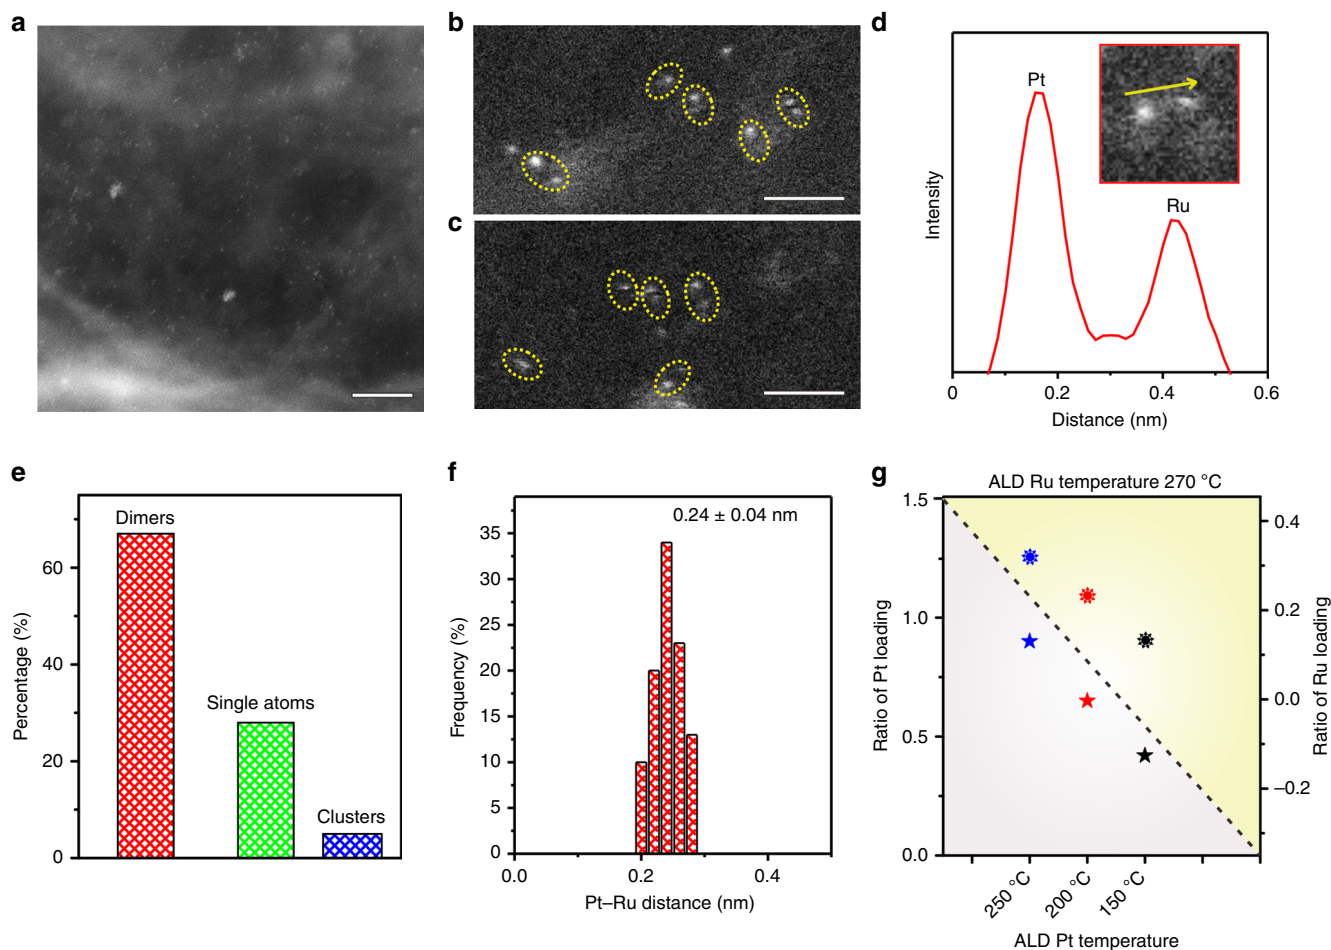 a
b
c
d
Pt
Ru
Intensity
0
0.2
0.4
0.6
Distance (nm)
e
Dimers
Single atoms
Clusters
Percentage (%)
60
40
20
0
f
0.24 ± 0.04 nm
Frequency (%)
35
30
25
20
15
10
5
0
0.0
0.2
0.4
Pt–Ru distance (nm)
g
ALD Ru temperature 270 °C
Ratio of Pt loading
1.5
1.0
0.5
0.0
Ratio of Ru loading
0.4
0.2
0.0
–0.2
250 °C
200 °C
150 °C
ALD Pt temperature